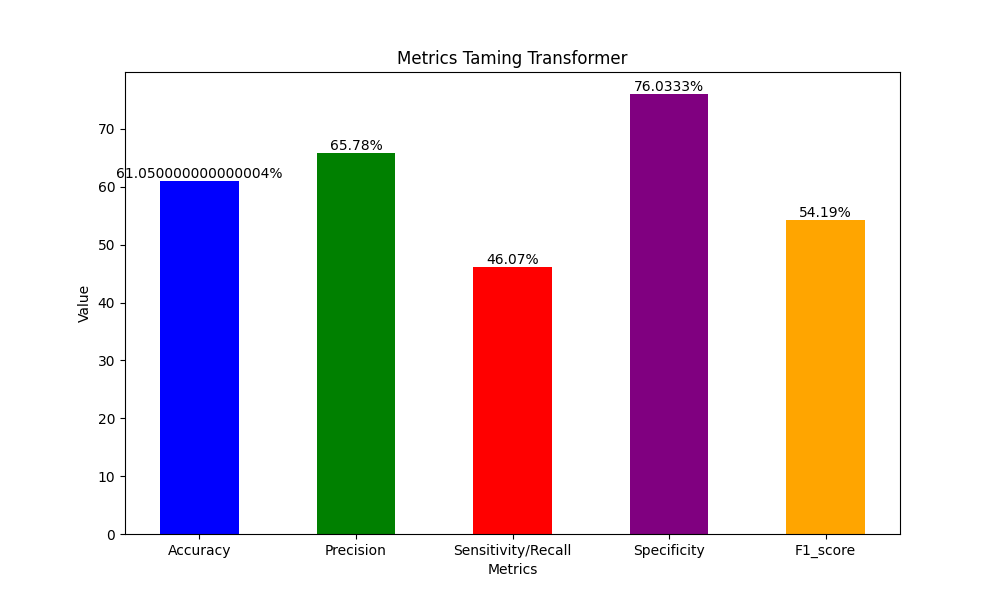 Metrics Taming Transformer
76.0333%
65.78%
61.050000000000004%
54.19%
46.07%
Value
70
60
50
40
30
20
10
0
Accuracy
Precision
Sensitivity/Recall
Specificity
F1_score
Metrics